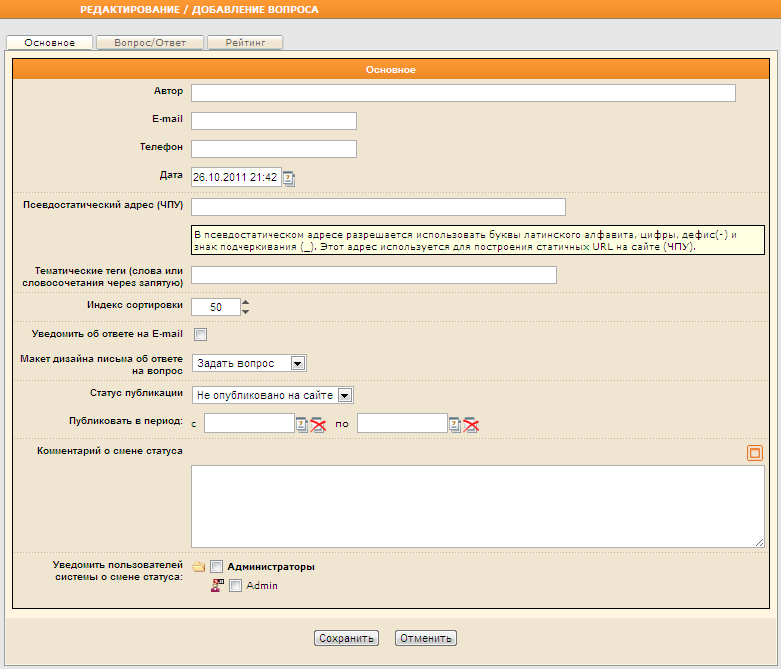 РЕДАКТИРОВАНИЕ / ДОБАВЛЕНИЕ ВОПРОСА
Основное Вопрос/Ответ Рейтинг
Основное
Автор
E-mail
Телефон
Дата 26.10.2011 21:42
Псевдостатический адрес (ЧПУ)
В псевдостатическом адресе разрешается использовать буквы латинского алфавита, цифры, дефис(-) и
знак подчеркивания (_). Этот адрес используется для построения статичных URL на сайте (ЧПУ).
Тематические теги (слова или
словосочетания через запятую)
Индекс сортировки 50
Уведомить об ответе на E-mail
Макет дизайна письма об ответе
на вопрос Задать вопрос
Статус публикации Не опубликовано на сайте
Публиковать в период: с по
Комментарий о смене статуса
Уведомить пользователей
системы о смене статуса: Администраторы
Admin
Сохранить Отменить